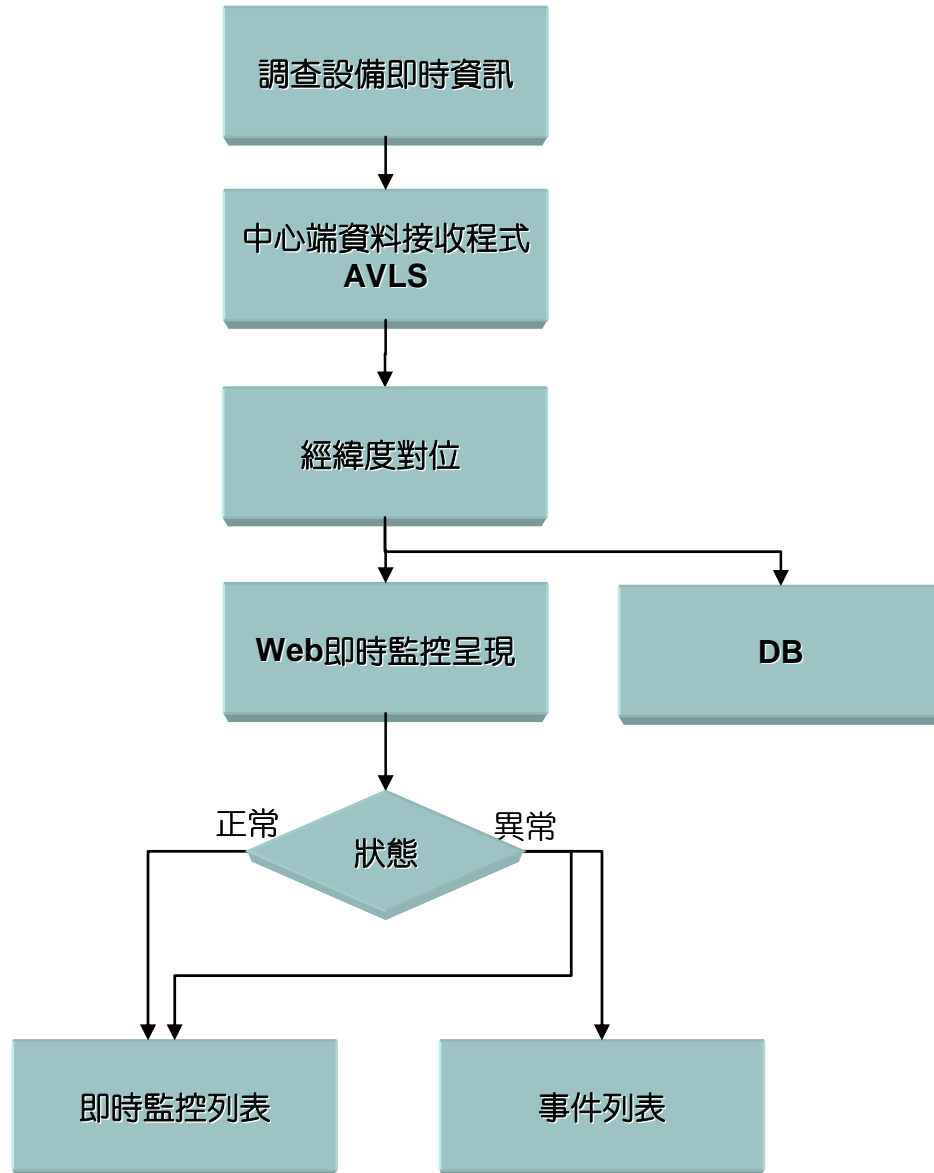 調查設備即時資訊
中心端資料接收程式
AVLS
經緯度對位
Web即時監控呈現
DB
正常
異常
狀態
即時監控列表
事件列表